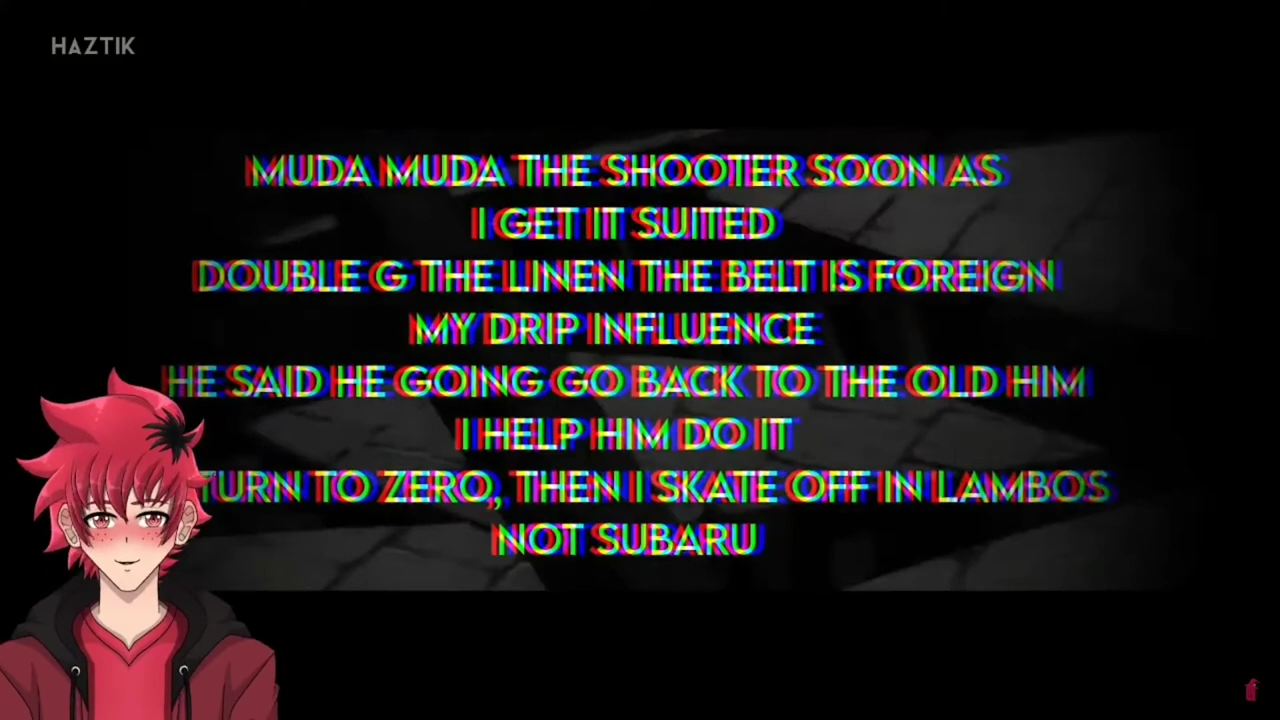 HAZTIK
MUDA MUDA THE SHOOTER SOON AS
I GET IT SUITED
DOUBLE G THE LINEN THE BELT IS FOREIGN
MY DRIP INFLUENCE
HE SAID HE GOING GO BACK TO THE OLD HIM
I HELP HIM DO IT
TURN TO ZERO,, THEN I SKATE OFF IN LAMBOS
NOT SUBARU